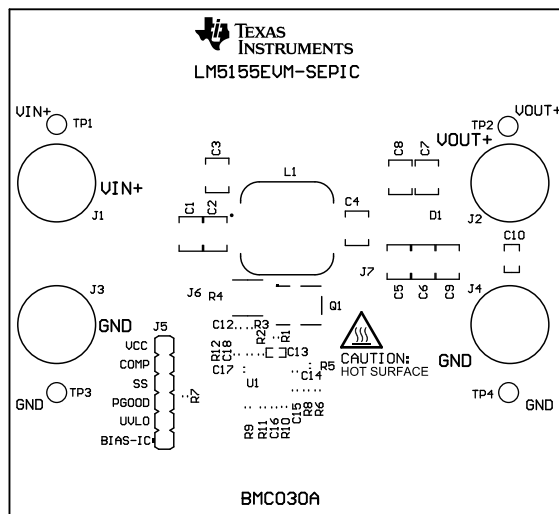 TEXAS
INSTRUMENTS
LM5155EVM-SEPIC
VIN+
TP1
VOUT+
TP2
VOUT+
C3
C8
C7
L1
VIN+
J1
C1
C2
C4
D1
J2
C10
J3
J6
R4
J7
C5
C6
C9
J4
GND
J5
Q1
C12
R3
R2
R1
VCC
COMP
SS
PGOOD
UVLO
BIAS-IC
R12
C18
C13
CAUTION:
HOT SURFACE
GND
C17
U1
R5
C14
R7
GND
TP3
TP4
GND
R9
R11
C16
R10
C15
R8
R6
BMC030A